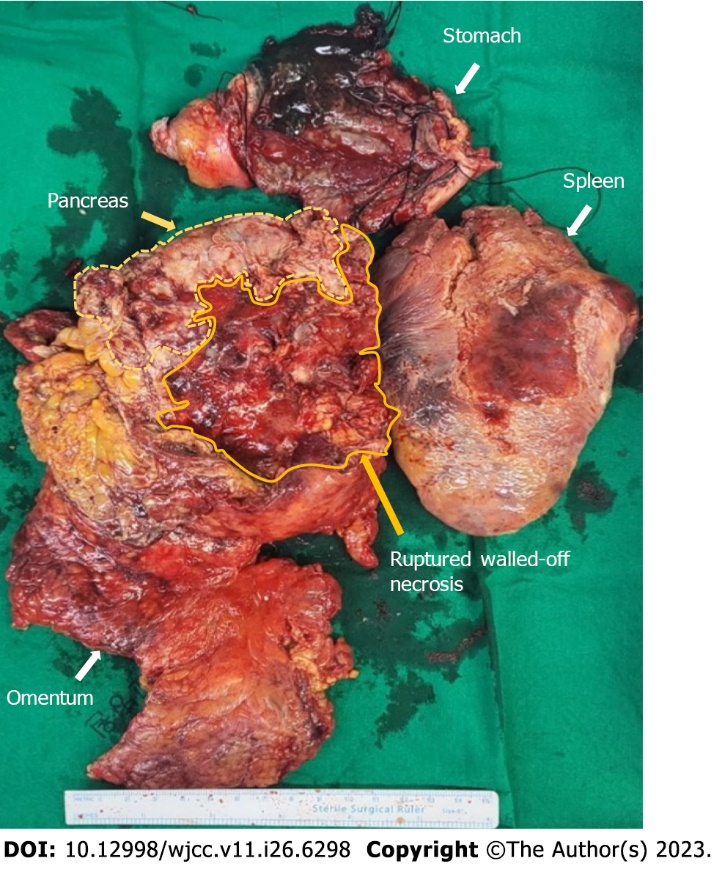 Stomach
Spleen
Pancreas
Ruptured walled-off
necrosis
Omentum
Sterile Surgical Ruler
DOI: 10.12998/wjcc.v11.i26.6298 Copyright ©The Author(s) 2023.